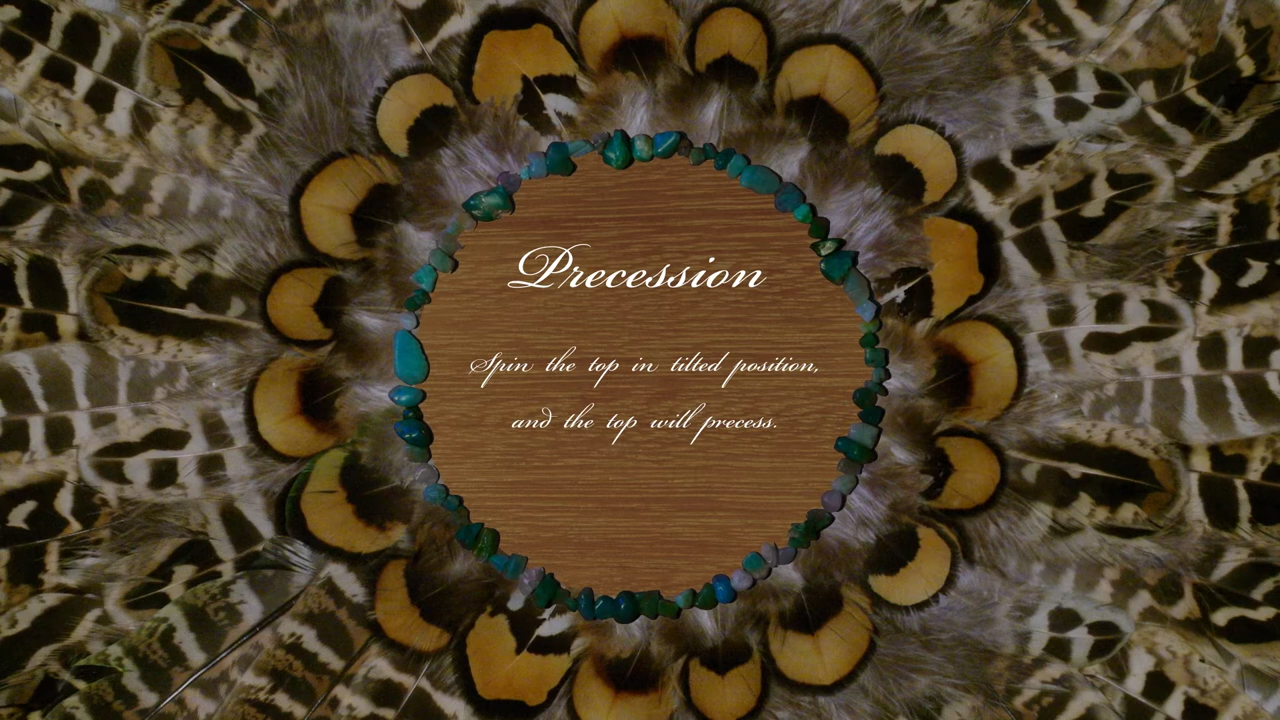 Precession
Spin the top in tilted position,
and the top will precess.